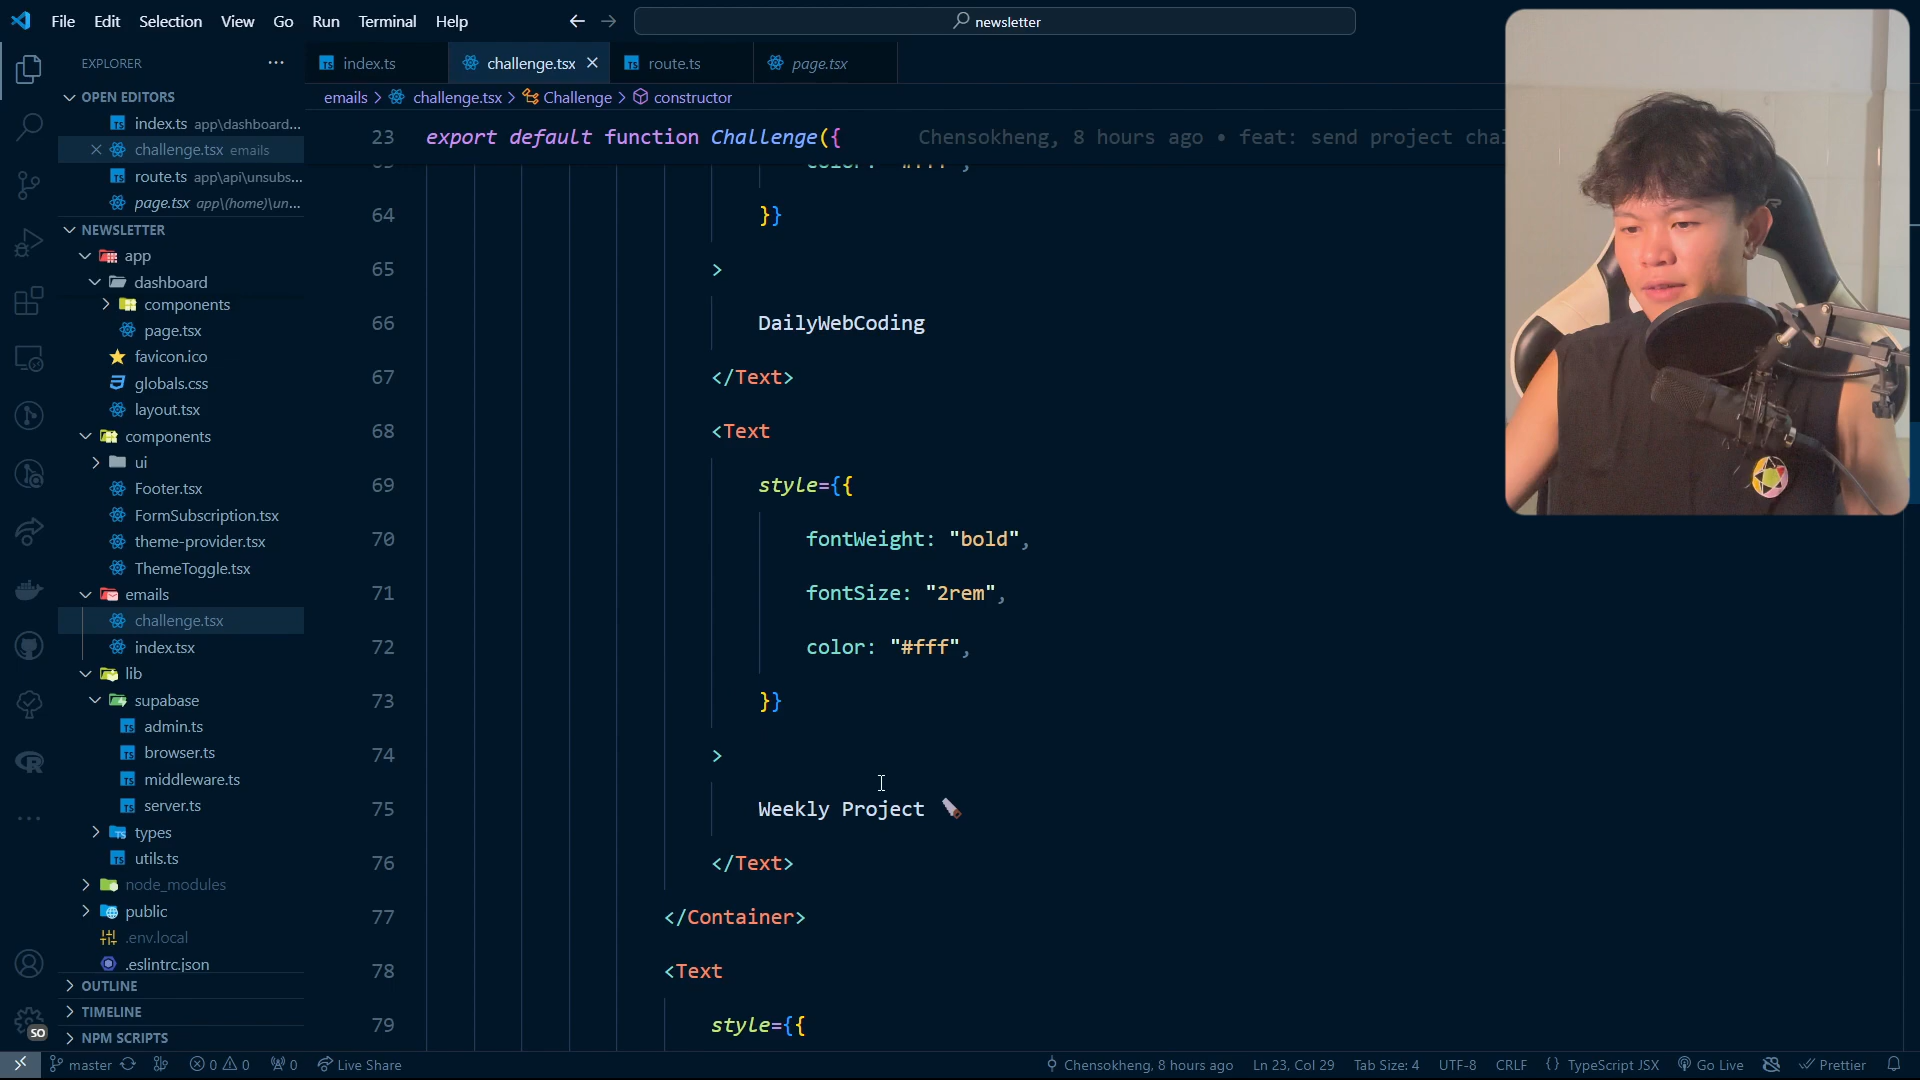 File Edit Selection View Go Run Terminal Help
newsletter
EXPLORER
index.ts
challenge.tsx
route.ts
page.tsx
OPEN EDITORS
index.ts app\dashboard...
challenge.tsx emails
route.ts app\api\unsubs...
page.tsx app\(home)\un...
NEWSLETTER
app
dashboard
components
page.tsx
favicon.ico
globals.css
layout.tsx
components
ui
Footer.tsx
FormSubscription.tsx
theme-provider.tsx
ThemeToggle.tsx
emails
challenge.tsx
index.tsx
lib
supabase
admin.ts
browser.ts
middleware.ts
server.ts
types
utils.ts
node_modules
public
.env.local
.eslintrc.json
OUTLINE
TIMELINE
NPM SCRIPTS
emails > challenge.tsx > Challenge > constructor
23 export default function Challenge({ Chensokheng, 8 hours ago • feat: send project chal
64 }}
65 >
66 DailyWebCoding
67 </Text>
68 <Text
69 style={{
70 fontWeight: "bold",
71 fontSize: "2rem",
72 color: "#fff",
73 }}
74 >
75 Weekly Project
76 </Text>
77 </Container>
78 <Text
79 style={{
SO
master 0 0 0 Live Share
Chensokheng, 8 hours ago Ln 23, Col 29 Tab Size: 4 UTF-8 CRLF {} TypeScript JSX Go Live Prettier